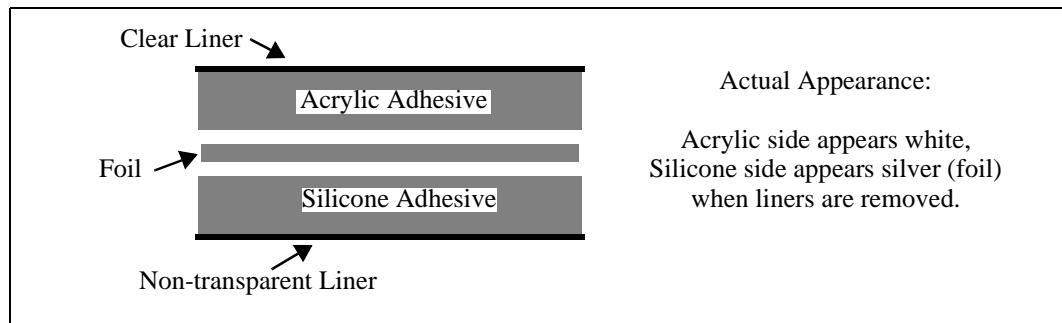 Clear Liner
Acrylic Adhesive
Foil
Silicone Adhesive
Non-transparent Liner
Actual Appearance:
Acrylic side appears white,
Silicone side appears silver (foil)
when liners are removed.